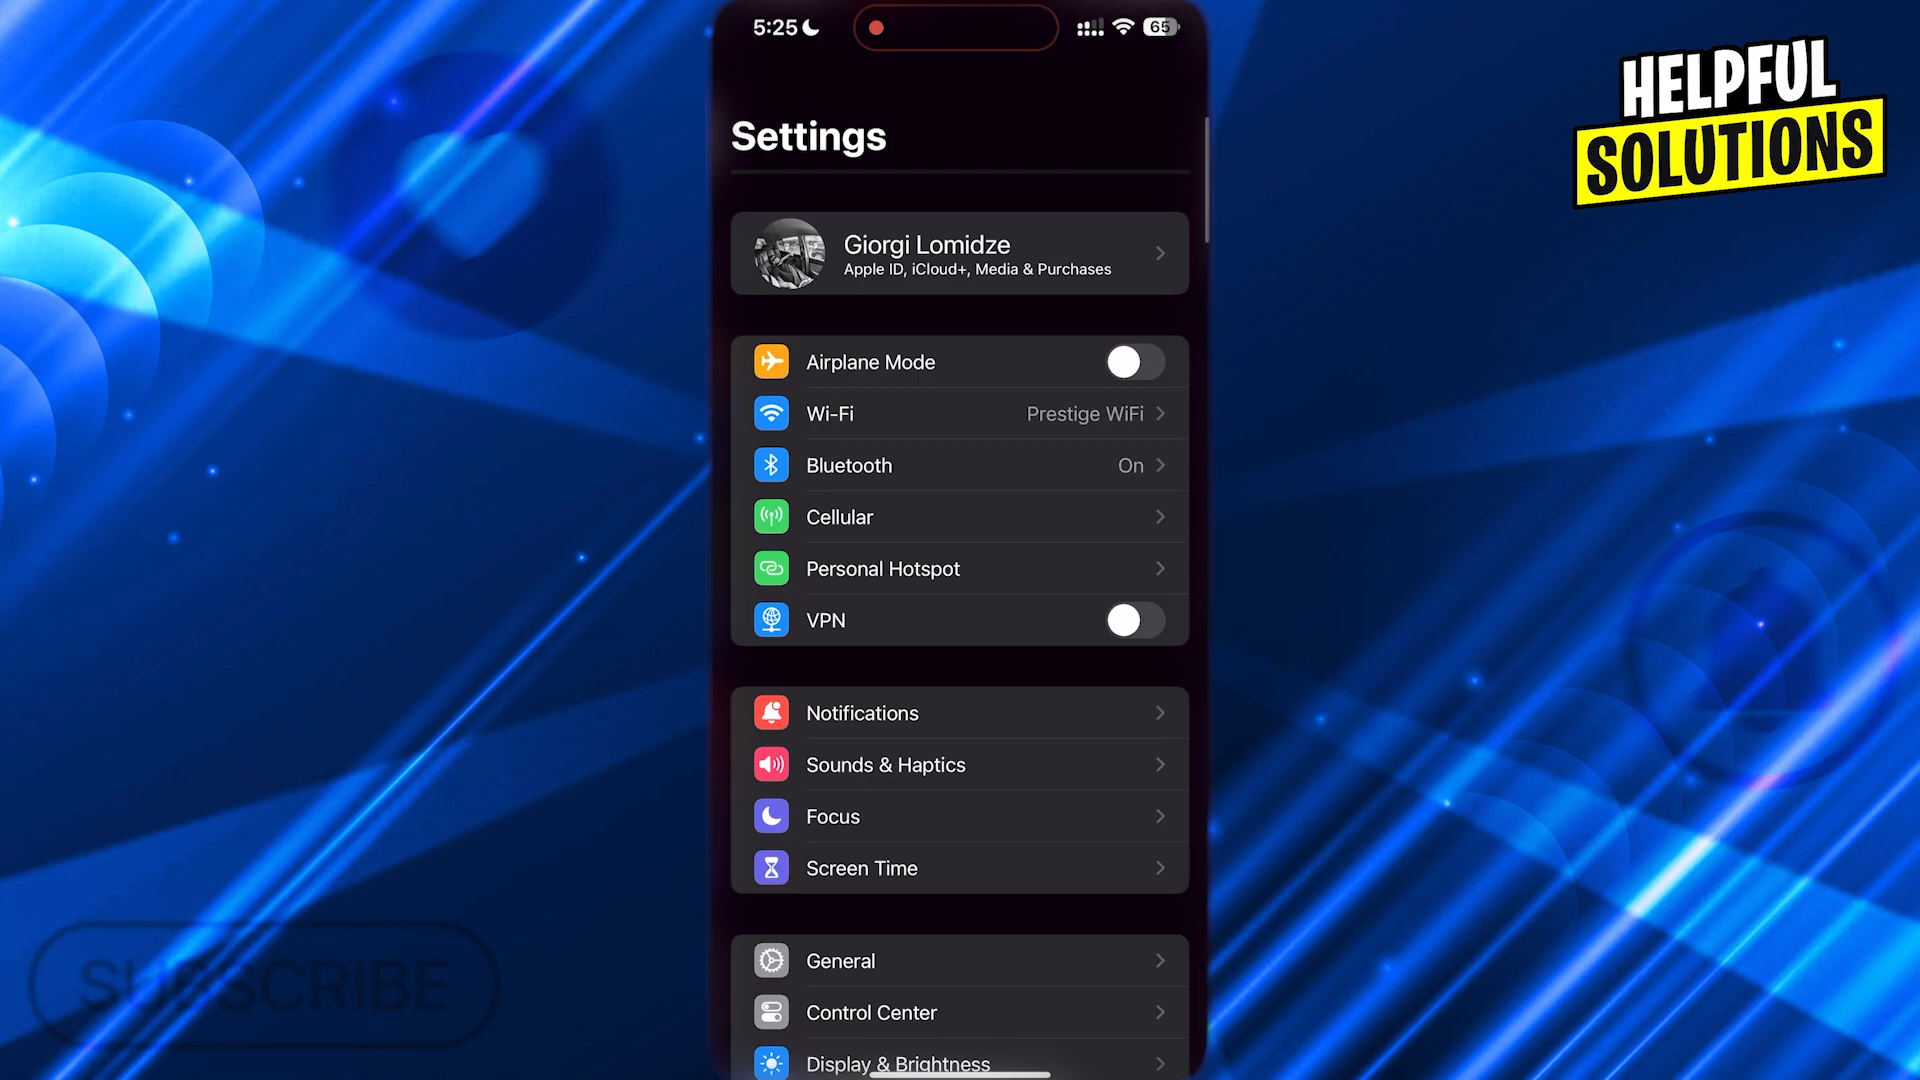 5:25
65
HELPFUL
SOLUTIONS
Settings
Giorgi Lomidze
Apple ID, iCloud+, Media & Purchases
Airplane Mode
Wi-Fi Prestige WiFi
Bluetooth On
Cellular
Personal Hotspot
VPN
Notifications
Sounds & Haptics
Focus
Screen Time
General
SUBSCRIBE
Control Center
Display & Brightness